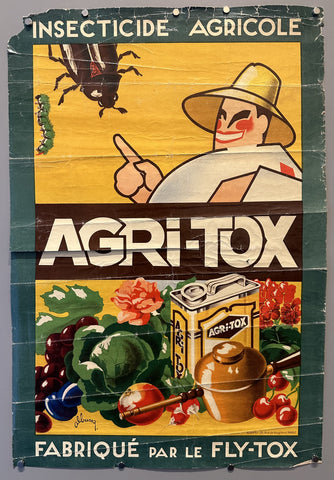 INSECTICIDE AGRICOLE
AGRI-TOX
AGRI-TOX
AGRI-TOX
FABRIQUÉ PAR LE FLY-TOX